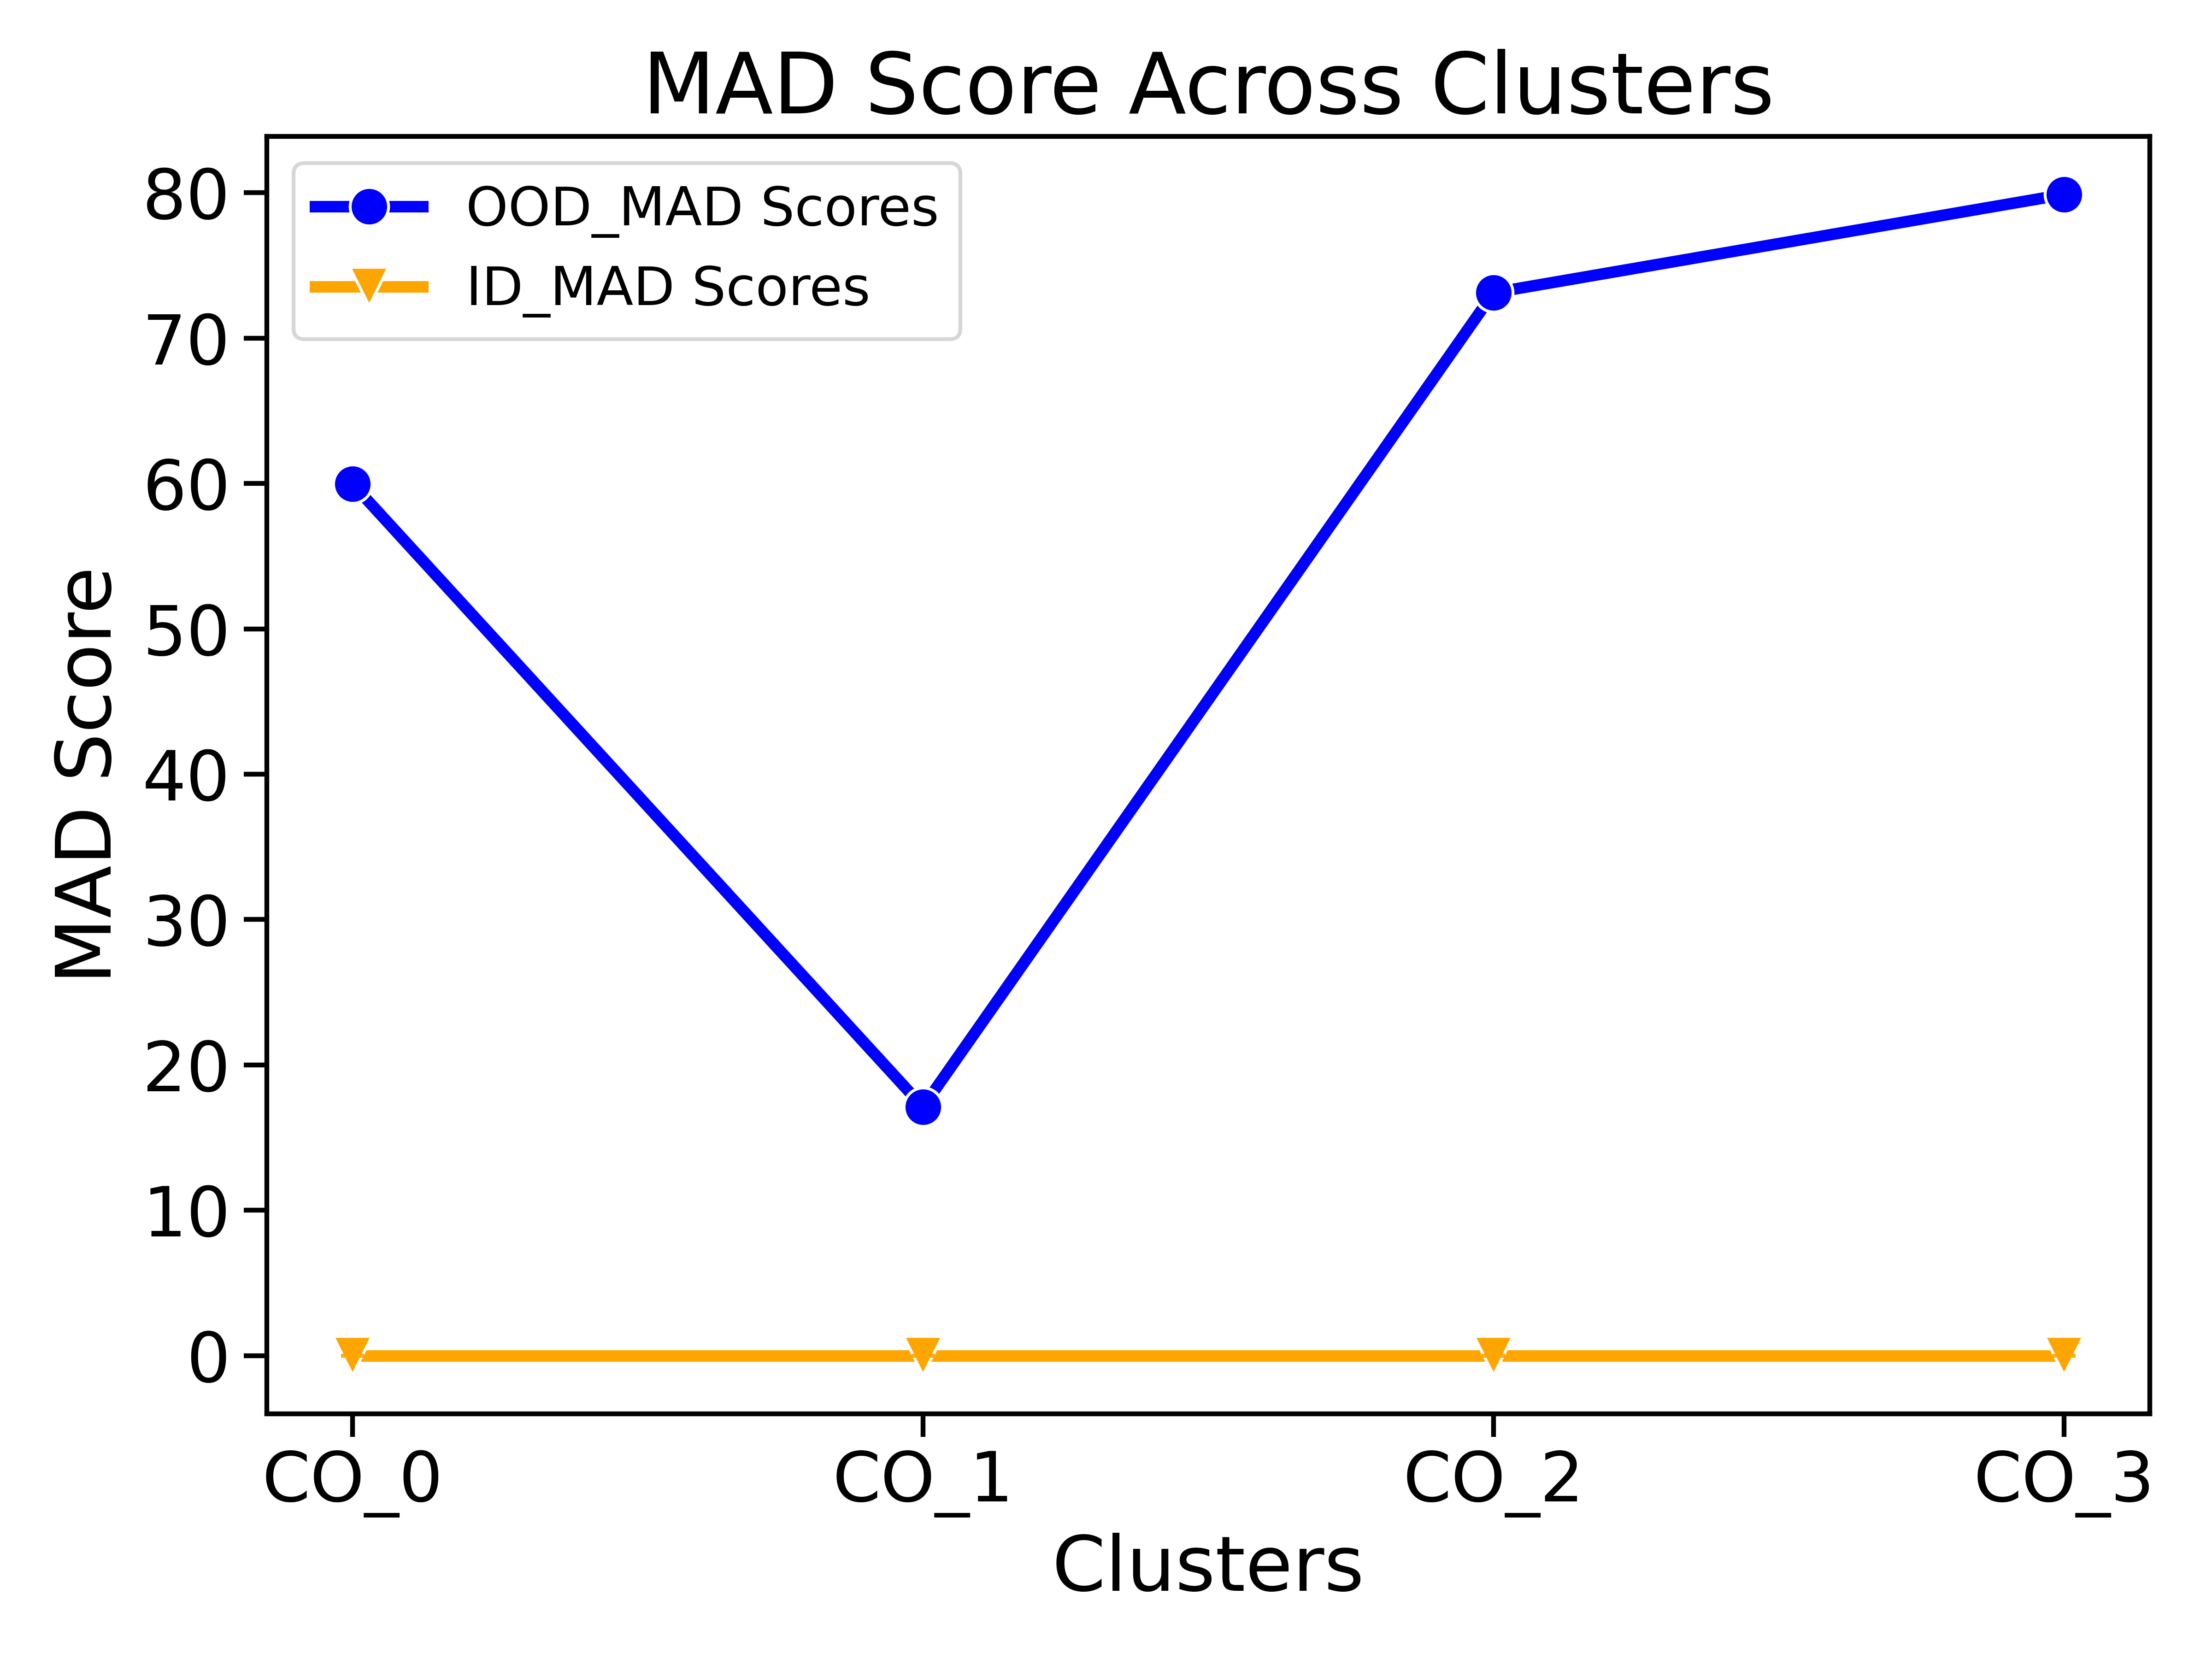 MAD Score Across Clusters
OOD_MAD Scores
ID_MAD Scores
MAD Score
80
70
60
50
40
30
20
10
0
CO_0 CO_1 CO_2 CO_3
Clusters